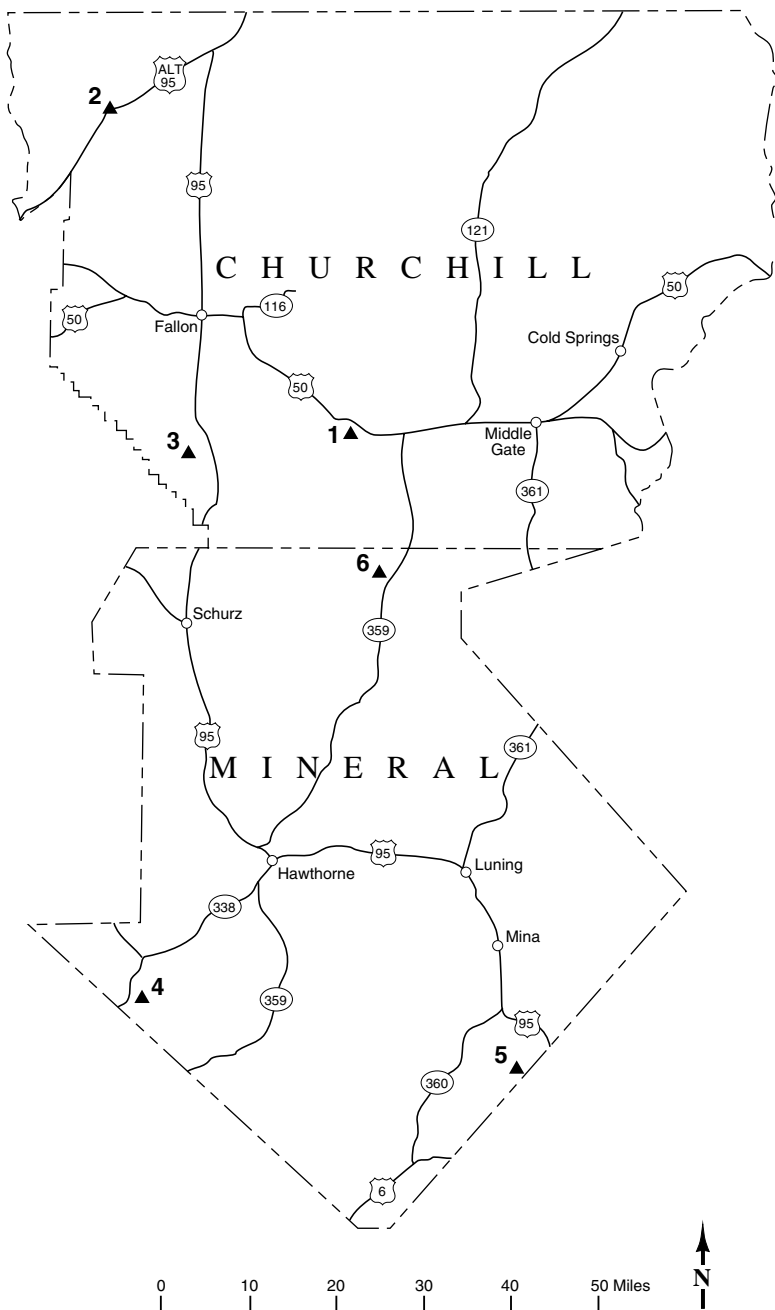 ALT
95
2
95
121
C H U R C H I L L
116
50
50
Fallon
Cold Springs
50
1
Middle
Gate
3
361
6
Schurz
359
95
361
M I N E R A L
95
Luning
Hawthorne
338
Mina
4
359
95
5
360
6
0 10 20 30 40 50 Miles
N